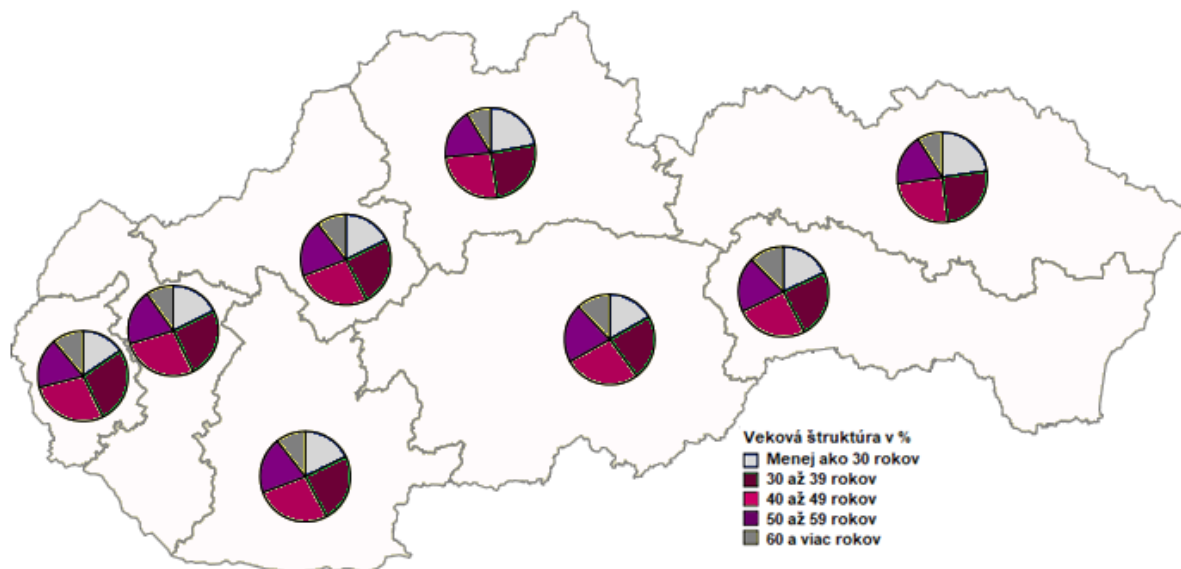 Veková štruktúra v %
Menej ako 30 rokov
30 až 39 rokov
40 až 49 rokov
50 až 59 rokov
60 a viac rokov